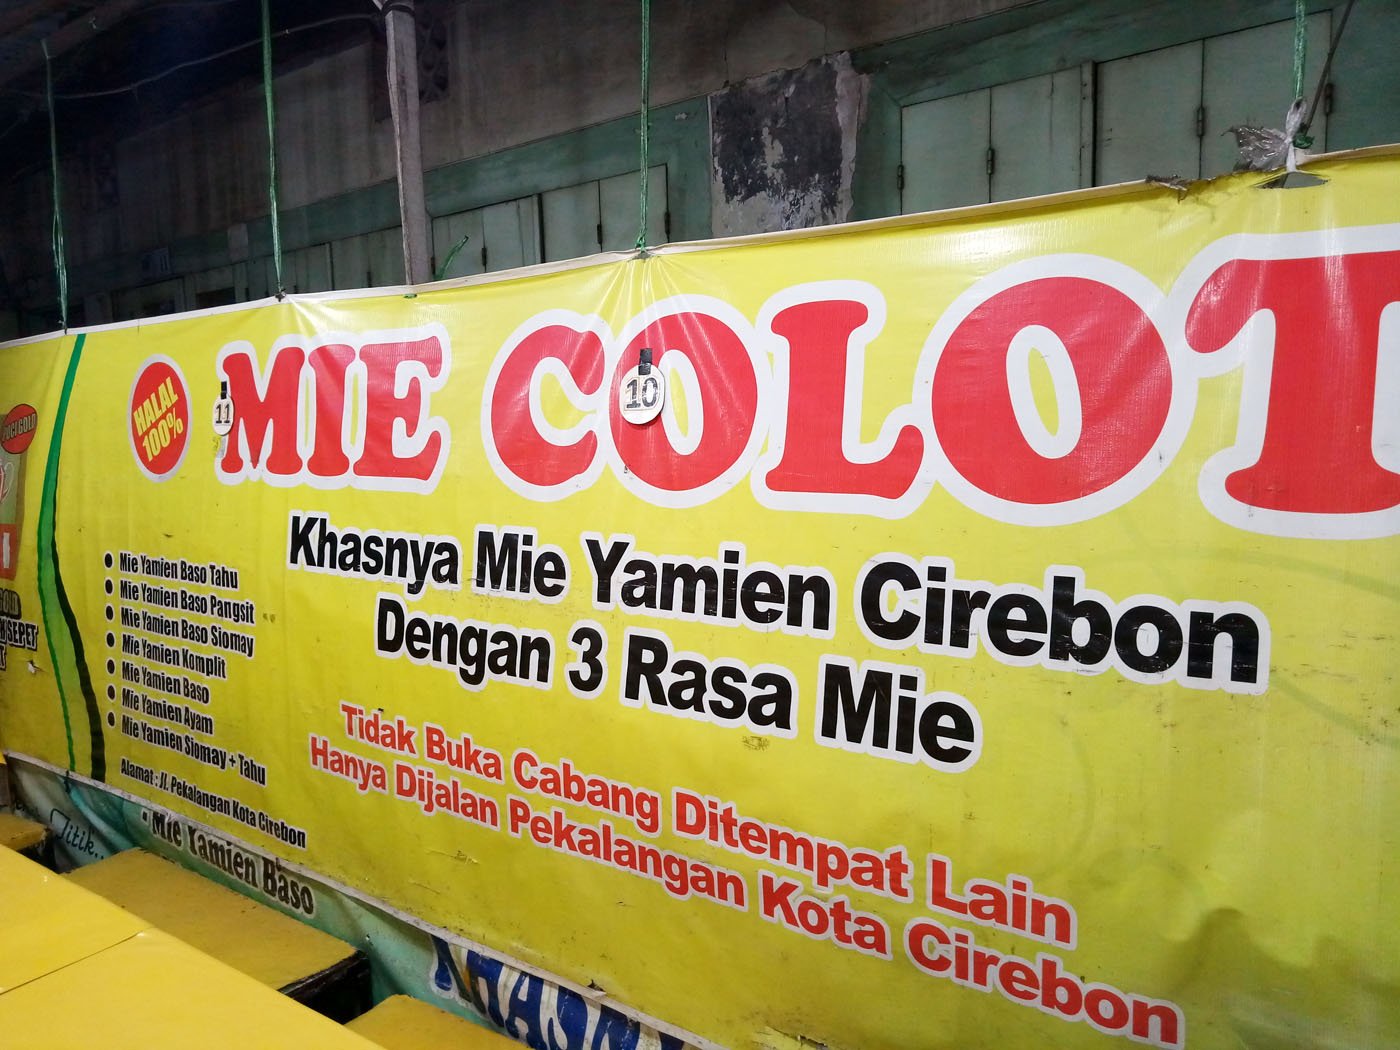 HALAL
100%
11
10
MIE COLOT
Khasnya Mie Yamien Cirebon
Dengan 3 Rasa Mie
Tidak Buka Cabang Ditempat Lain
Hanya Dijalan Pekalangan Kota Cirebon
• Mie Yamien Baso Tahu
• Mie Yamien Baso Pangsit
• Mie Yamien Baso Siomay
• Mie Yamien Komplit
• Mie Yamien Baso
• Mie Yamien Ayam
• Mie Yamien Siomay + Tahu
Alamat : Jl. Pekalangan Kota Cirebon
Titik..
- Mie Yamien Baso
GOLD
SEPET